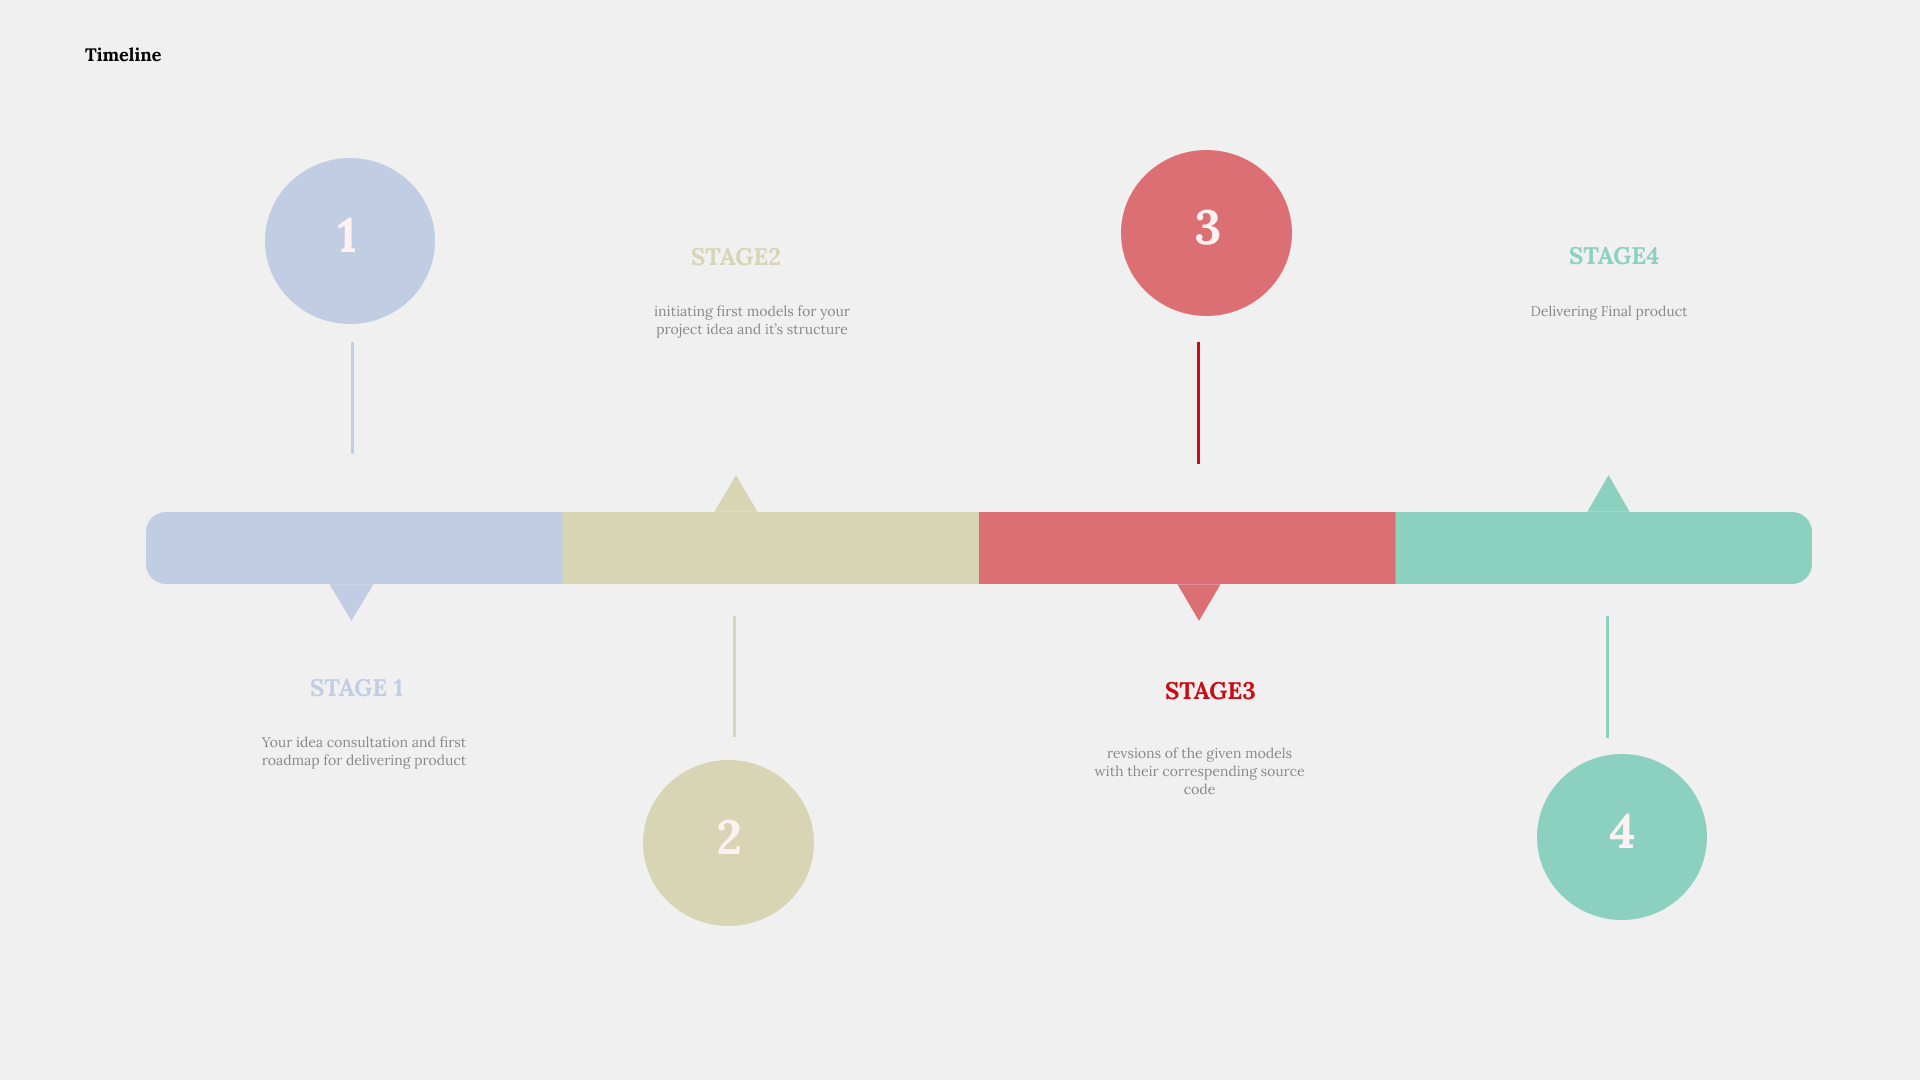 Timeline
1
3
STAGE2
STAGE4
initiating first models for your
project idea and it’s structure
Delivering Final product
STAGE 1
STAGE3
Your idea consultation and first
roadmap for delivering product
revsions of the given models
with their correspending source
code
2
4